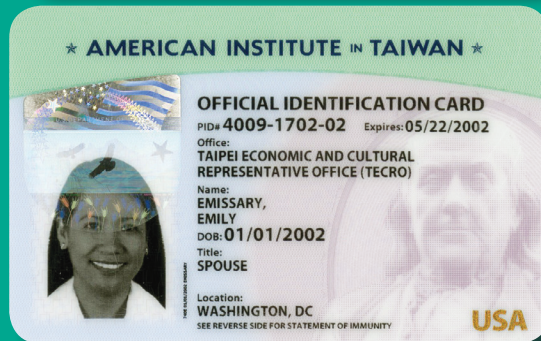 ★ AMERICAN INSTITUTE IN TAIWAN ★
OFFICIAL IDENTIFICATION CARD
PID# 4009-1702-02 Expires: 05/22/2002
Office:
TAIPEI ECONOMIC AND CULTURAL
REPRESENTATIVE OFFICE (TECRO)
Name:
EMISSARY,
EMILY
DOB: 01/01/2002
Title:
SPOUSE
Location:
WASHINGTON, DC
SEE REVERSE SIDE FOR STATEMENT OF IMMUNITY
USA